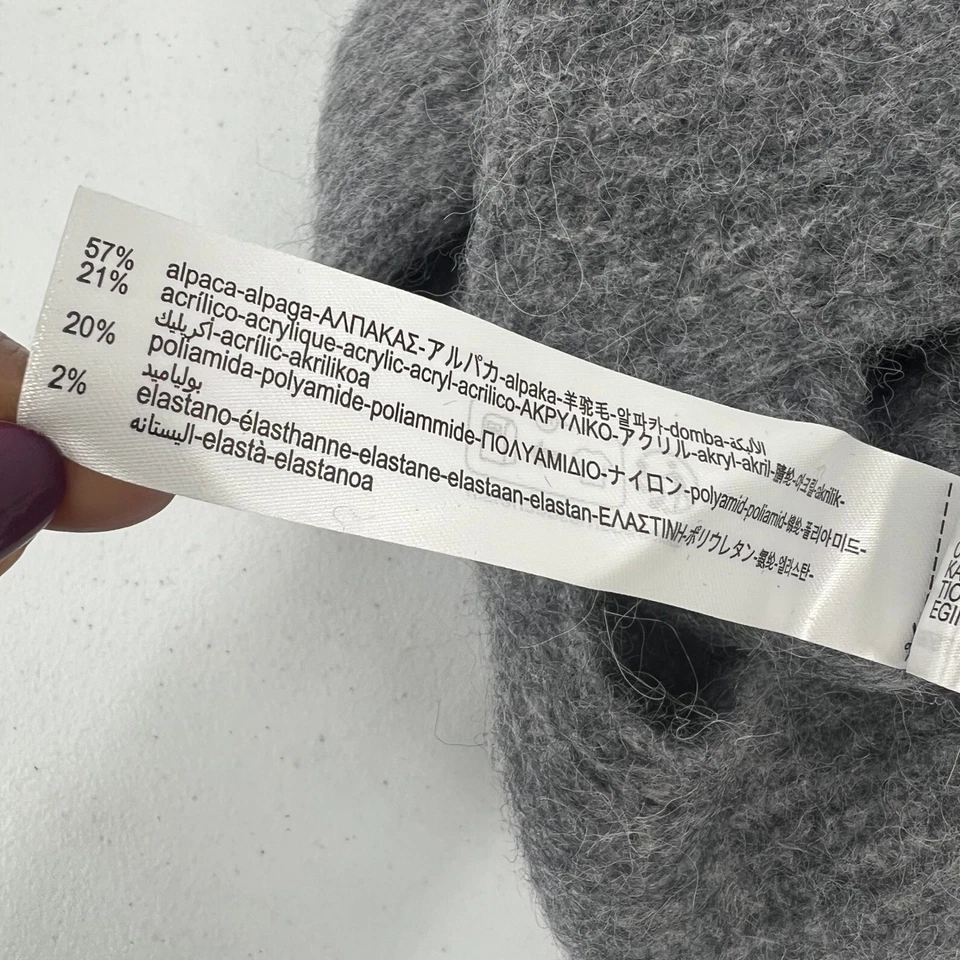 57% alpaca-alpaga-ΑΛΠΑΚΑΣ-アルパカ-alpaka-羊驼毛-알파카-domba-الألبكة
21% acrílico-acrylique-acrylic-acryl-acrilico-ΑΚΡΥΛΙΚΟ-アクリル-akryl-akril-腈纶-아크릴-akrilik-
أكريليك-acrílic-akrilikoa
20% poliamida-polyamide-poliammide-ΠΟΛΥΑΜΙΔΙΟ-ナイロン-polyamid-poliamid-锦纶-폴리아미드-
بولياميد
2% elastano-élasthanne-elastane-elastaan-elastan-ΕΛΑΣΤΙΝΗ-ポリウレタン-氨纶-엘라스탄-
اليستانه-elastà-elastanoa
KA
TIC
EGII